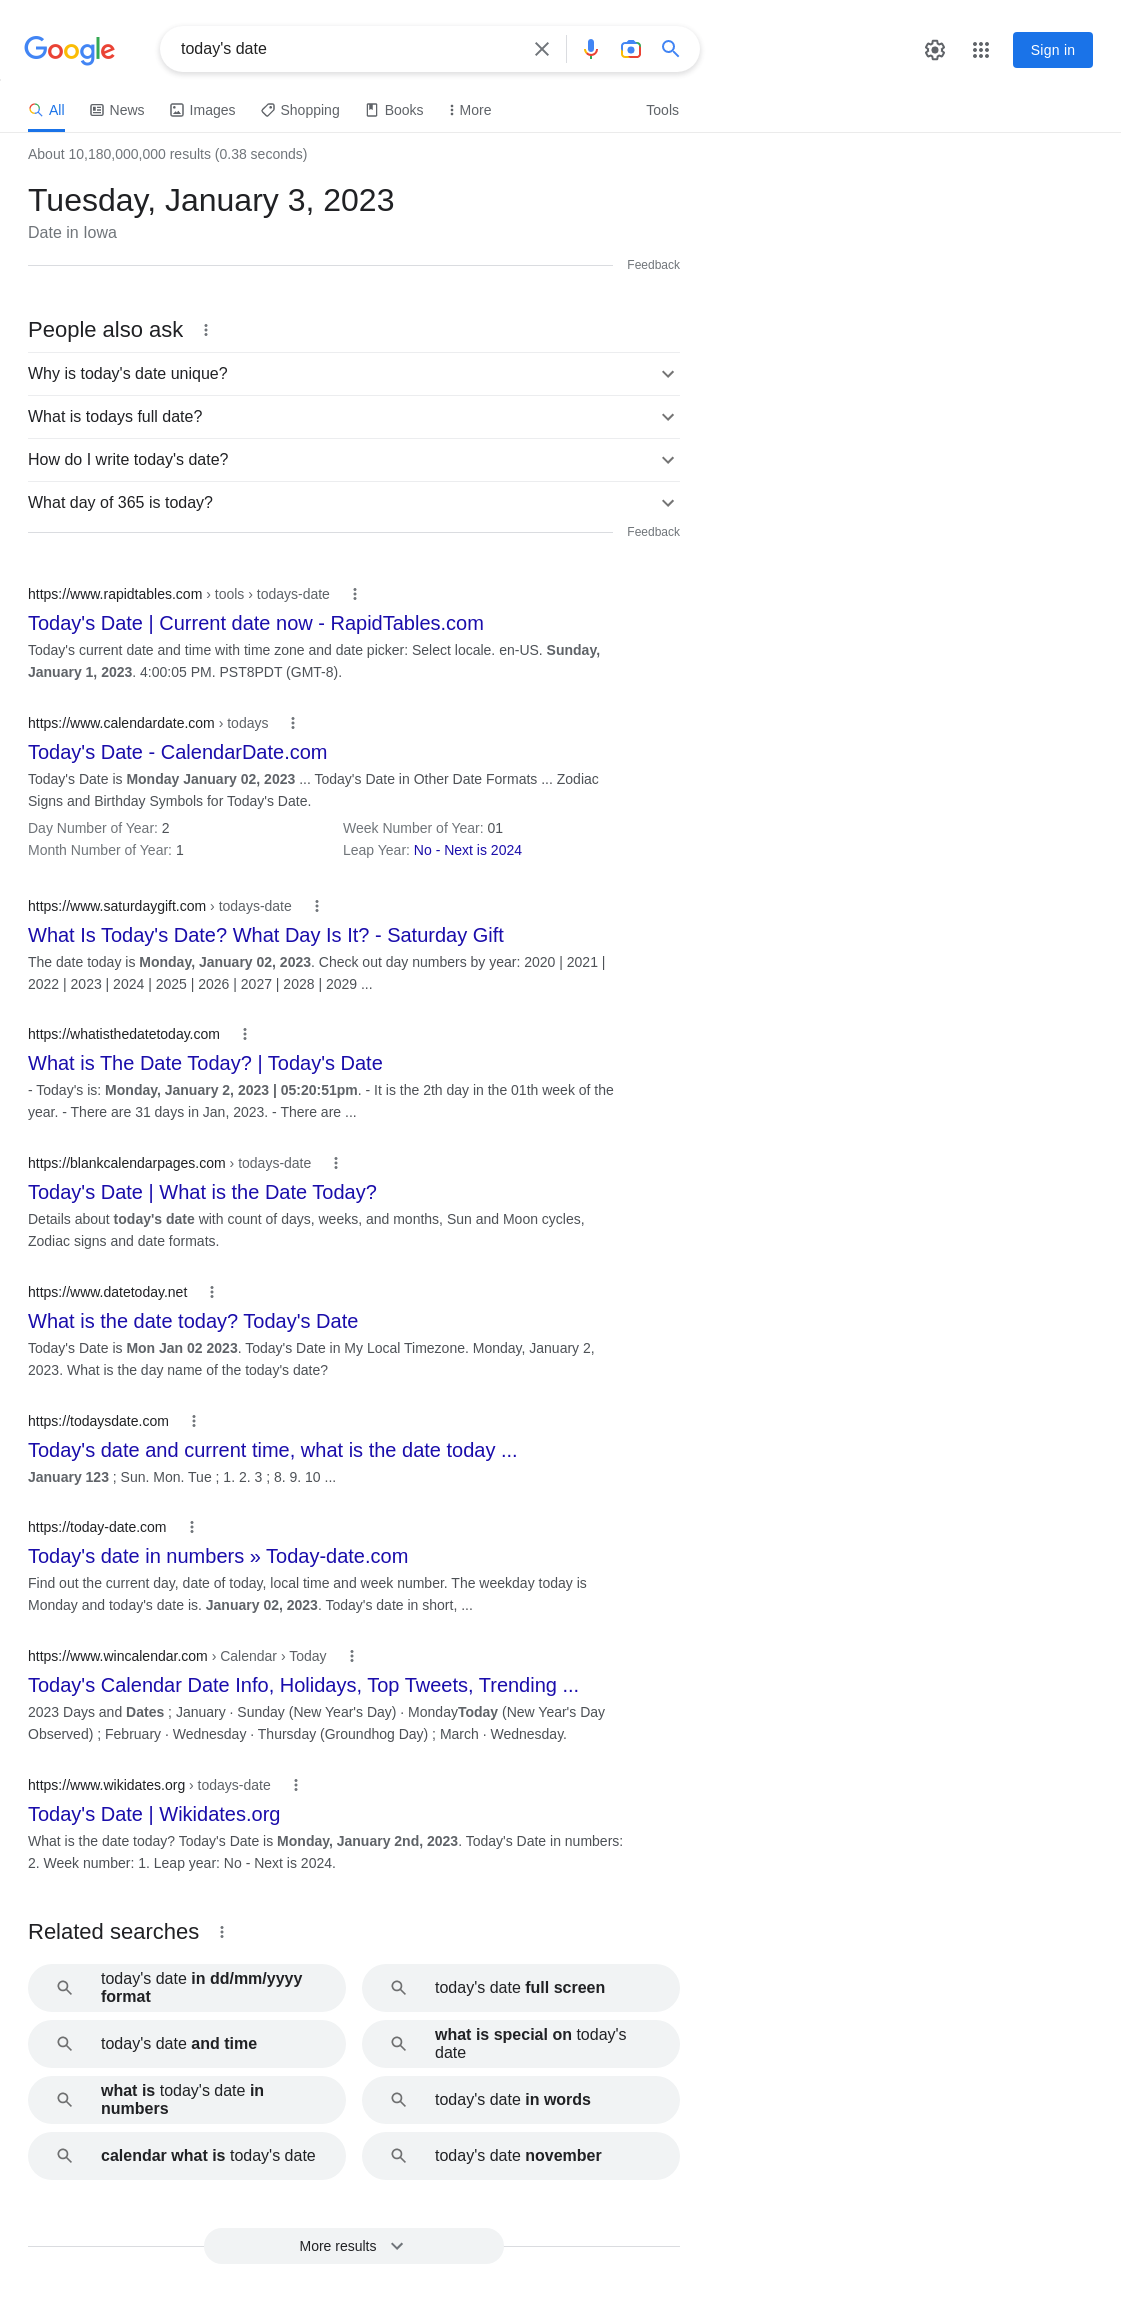 Google
today's date
Sign in
All
News
Images
Shopping
Books
More
Tools
About 10,180,000,000 results (0.38 seconds)
Tuesday, January 3, 2023
Date in Iowa
Feedback
People also ask
Why is today's date unique?
What is todays full date?
How do I write today's date?
What day of 365 is today?
Feedback
https://www.rapidtables.com › tools › todays-date
Today's Date | Current date now - RapidTables.com
Today's current date and time with time zone and date picker: Select locale. en-US. Sunday,
January 1, 2023. 4:00:05 PM. PST8PDT (GMT-8).
https://www.calendardate.com › todays
Today's Date - CalendarDate.com
Today's Date is Monday January 02, 2023 ... Today's Date in Other Date Formats ... Zodiac
Signs and Birthday Symbols for Today's Date.
Day Number of Year: 2
Week Number of Year: 01
Month Number of Year: 1
Leap Year: No - Next is 2024
https://www.saturdaygift.com › todays-date
What Is Today's Date? What Day Is It? - Saturday Gift
The date today is Monday, January 02, 2023. Check out day numbers by year: 2020 | 2021 |
2022 | 2023 | 2024 | 2025 | 2026 | 2027 | 2028 | 2029 ...
https://whatisthedatetoday.com
What is The Date Today? | Today's Date
- Today's is: Monday, January 2, 2023 | 05:20:51pm. - It is the 2th day in the 01th week of the
year. - There are 31 days in Jan, 2023. - There are ...
https://blankcalendarpages.com › todays-date
Today's Date | What is the Date Today?
Details about today's date with count of days, weeks, and months, Sun and Moon cycles,
Zodiac signs and date formats.
https://www.datetoday.net
What is the date today? Today's Date
Today's Date is Mon Jan 02 2023. Today's Date in My Local Timezone. Monday, January 2,
2023. What is the day name of the today's date?
https://todaysdate.com
Today's date and current time, what is the date today ...
January 123 ; Sun. Mon. Tue ; 1. 2. 3 ; 8. 9. 10 ...
https://today-date.com
Today's date in numbers » Today-date.com
Find out the current day, date of today, local time and week number. The weekday today is
Monday and today's date is. January 02, 2023. Today's date in short, ...
https://www.wincalendar.com › Calendar › Today
Today's Calendar Date Info, Holidays, Top Tweets, Trending ...
2023 Days and Dates ; January · Sunday (New Year's Day) · MondayToday (New Year's Day
Observed) ; February · Wednesday · Thursday (Groundhog Day) ; March · Wednesday.
https://www.wikidates.org › todays-date
Today's Date | Wikidates.org
What is the date today? Today's Date is Monday, January 2nd, 2023. Today's Date in numbers:
2. Week number: 1. Leap year: No - Next is 2024.
Related searches
today's date in dd/mm/yyyy
format
today's date full screen
today's date and time
what is special on today's
date
what is today's date in
numbers
today's date in words
calendar what is today's date
today's date november
More results